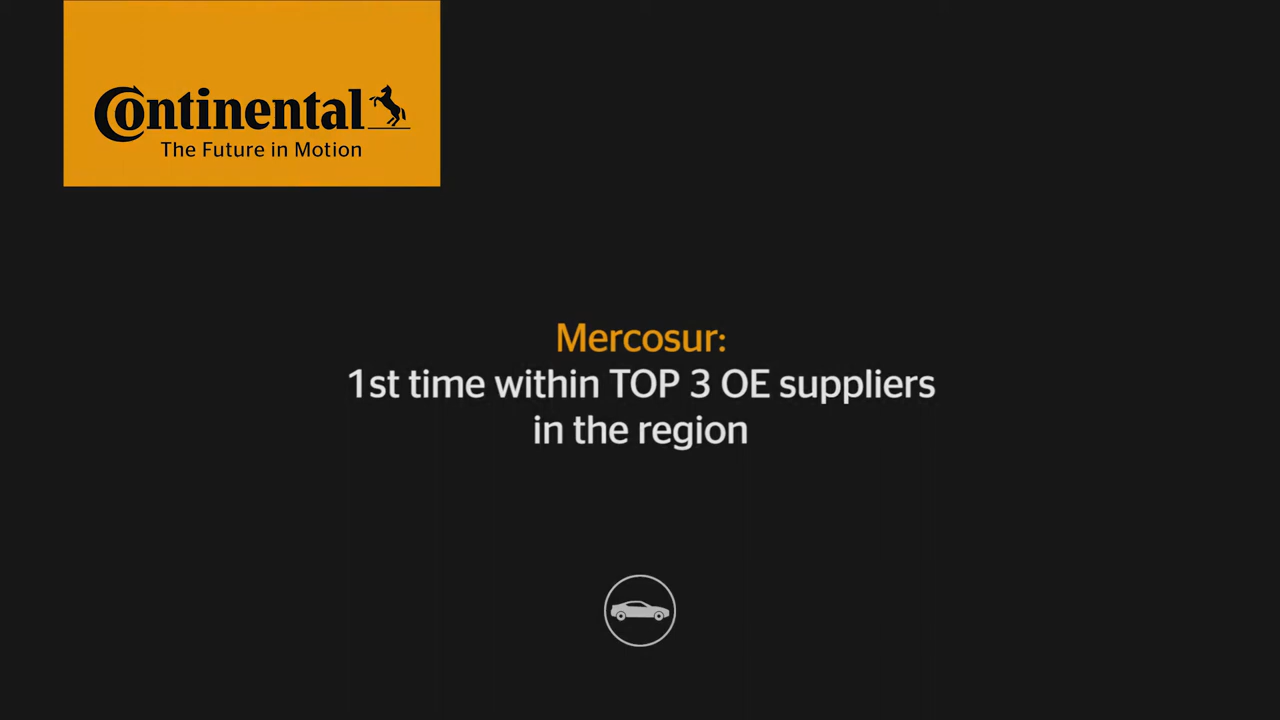 Continental
The Future in Motion
Mercosur:
1st time within TOP 3 OE suppliers
in the region